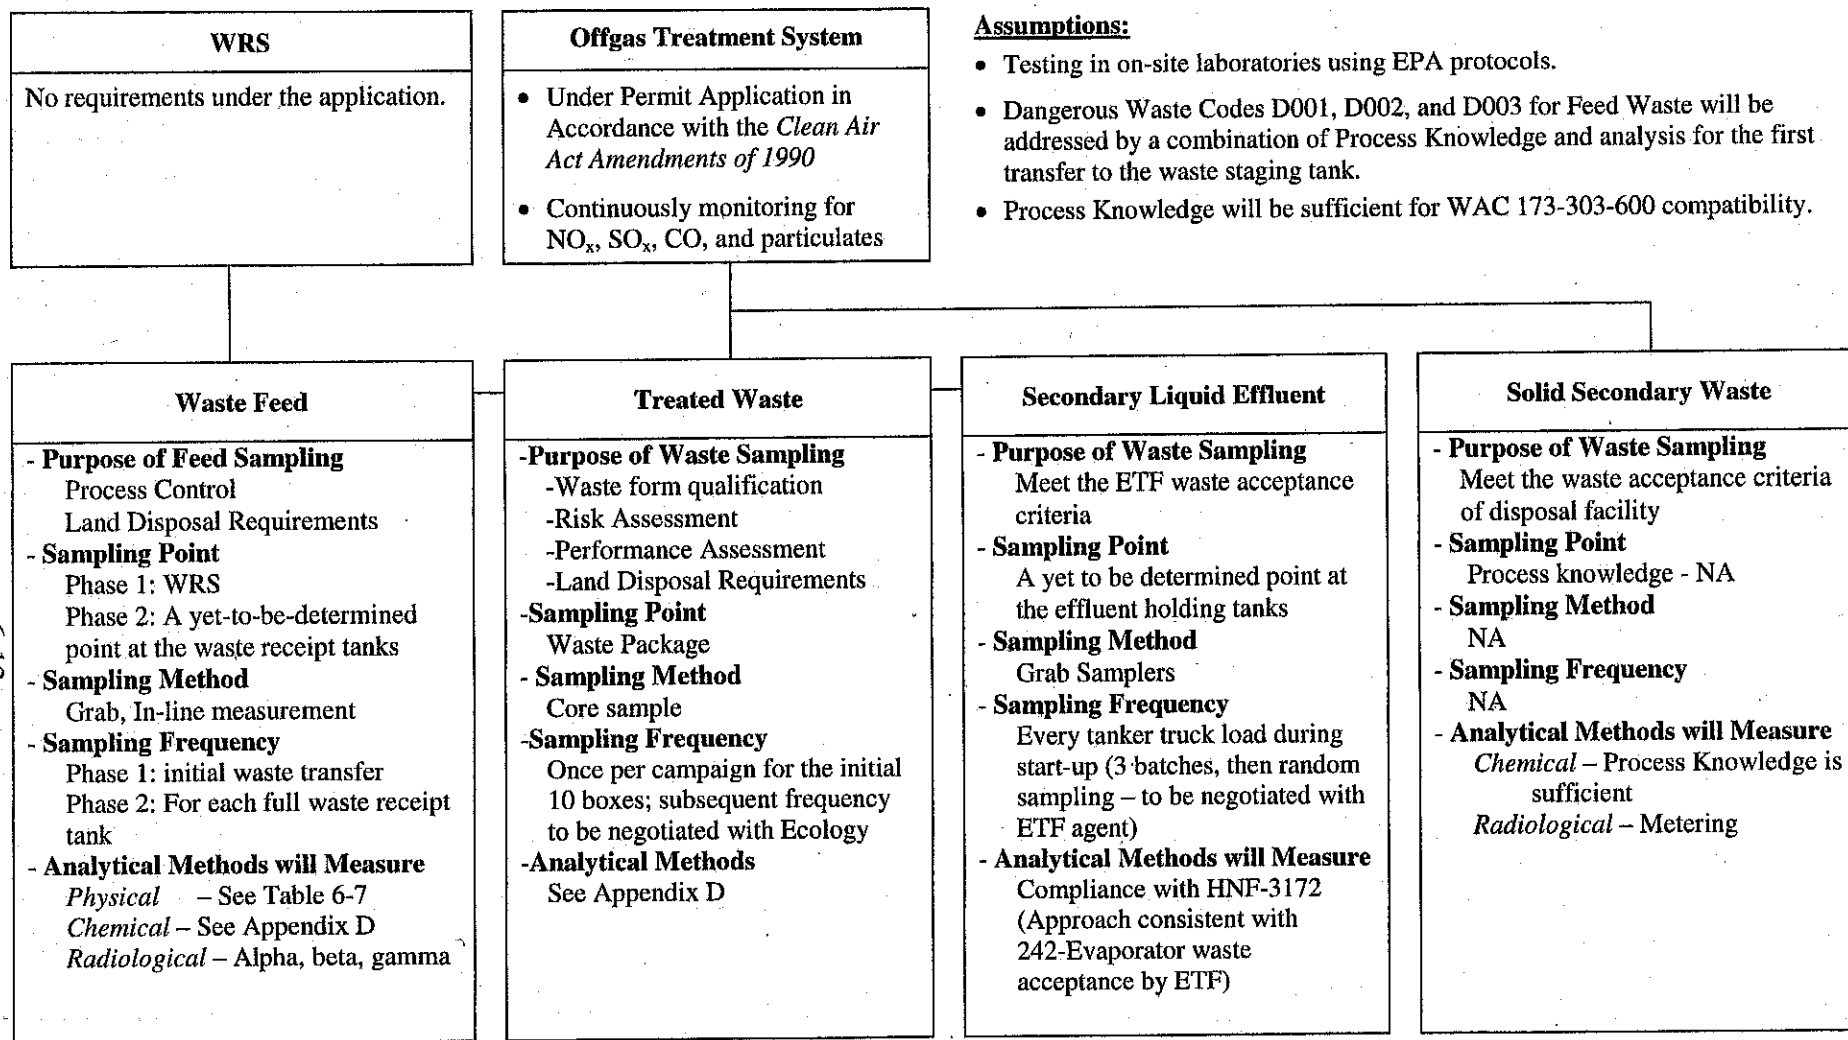 WRS
No requirements under the application.
Offgas Treatment System
• Under Permit Application in
Accordance with the Clean Air
Act Amendments of 1990
• Continuously monitoring for
NOx, SOx, CO, and particulates
Assumptions:
• Testing in on-site laboratories using EPA protocols.
• Dangerous Waste Codes D001, D002, and D003 for Feed Waste will be
addressed by a combination of Process Knowledge and analysis for the first
transfer to the waste staging tank.
• Process Knowledge will be sufficient for WAC 173-303-600 compatibility.
Waste Feed
- Purpose of Feed Sampling
Process Control
Land Disposal Requirements
- Sampling Point
Phase 1: WRS
Phase 2: A yet-to-be-determined
point at the waste receipt tanks
- Sampling Method
Grab, In-line measurement
- Sampling Frequency
Phase 1: initial waste transfer
Phase 2: For each full waste receipt
tank
- Analytical Methods will Measure
Physical – See Table 6-7
Chemical – See Appendix D
Radiological – Alpha, beta, gamma
Treated Waste
-Purpose of Waste Sampling
-Waste form qualification
-Risk Assessment
-Performance Assessment
-Land Disposal Requirements
-Sampling Point
Waste Package
- Sampling Method
Core sample
-Sampling Frequency
Once per campaign for the initial
10 boxes; subsequent frequency
to be negotiated with Ecology
-Analytical Methods
See Appendix D
Secondary Liquid Effluent
- Purpose of Waste Sampling
Meet the ETF waste acceptance
criteria
- Sampling Point
A yet to be determined point at
the effluent holding tanks
- Sampling Method
Grab Samplers
- Sampling Frequency
Every tanker truck load during
start-up (3 batches, then random
sampling – to be negotiated with
ETF agent)
- Analytical Methods will Measure
Compliance with HNF-3172
(Approach consistent with
242-Evaporator waste
acceptance by ETF)
Solid Secondary Waste
- Purpose of Waste Sampling
Meet the waste acceptance criteria
of disposal facility
- Sampling Point
Process knowledge - NA
- Sampling Method
NA
- Sampling Frequency
NA
- Analytical Methods will Measure
Chemical – Process Knowledge is
sufficient
Radiological – Metering